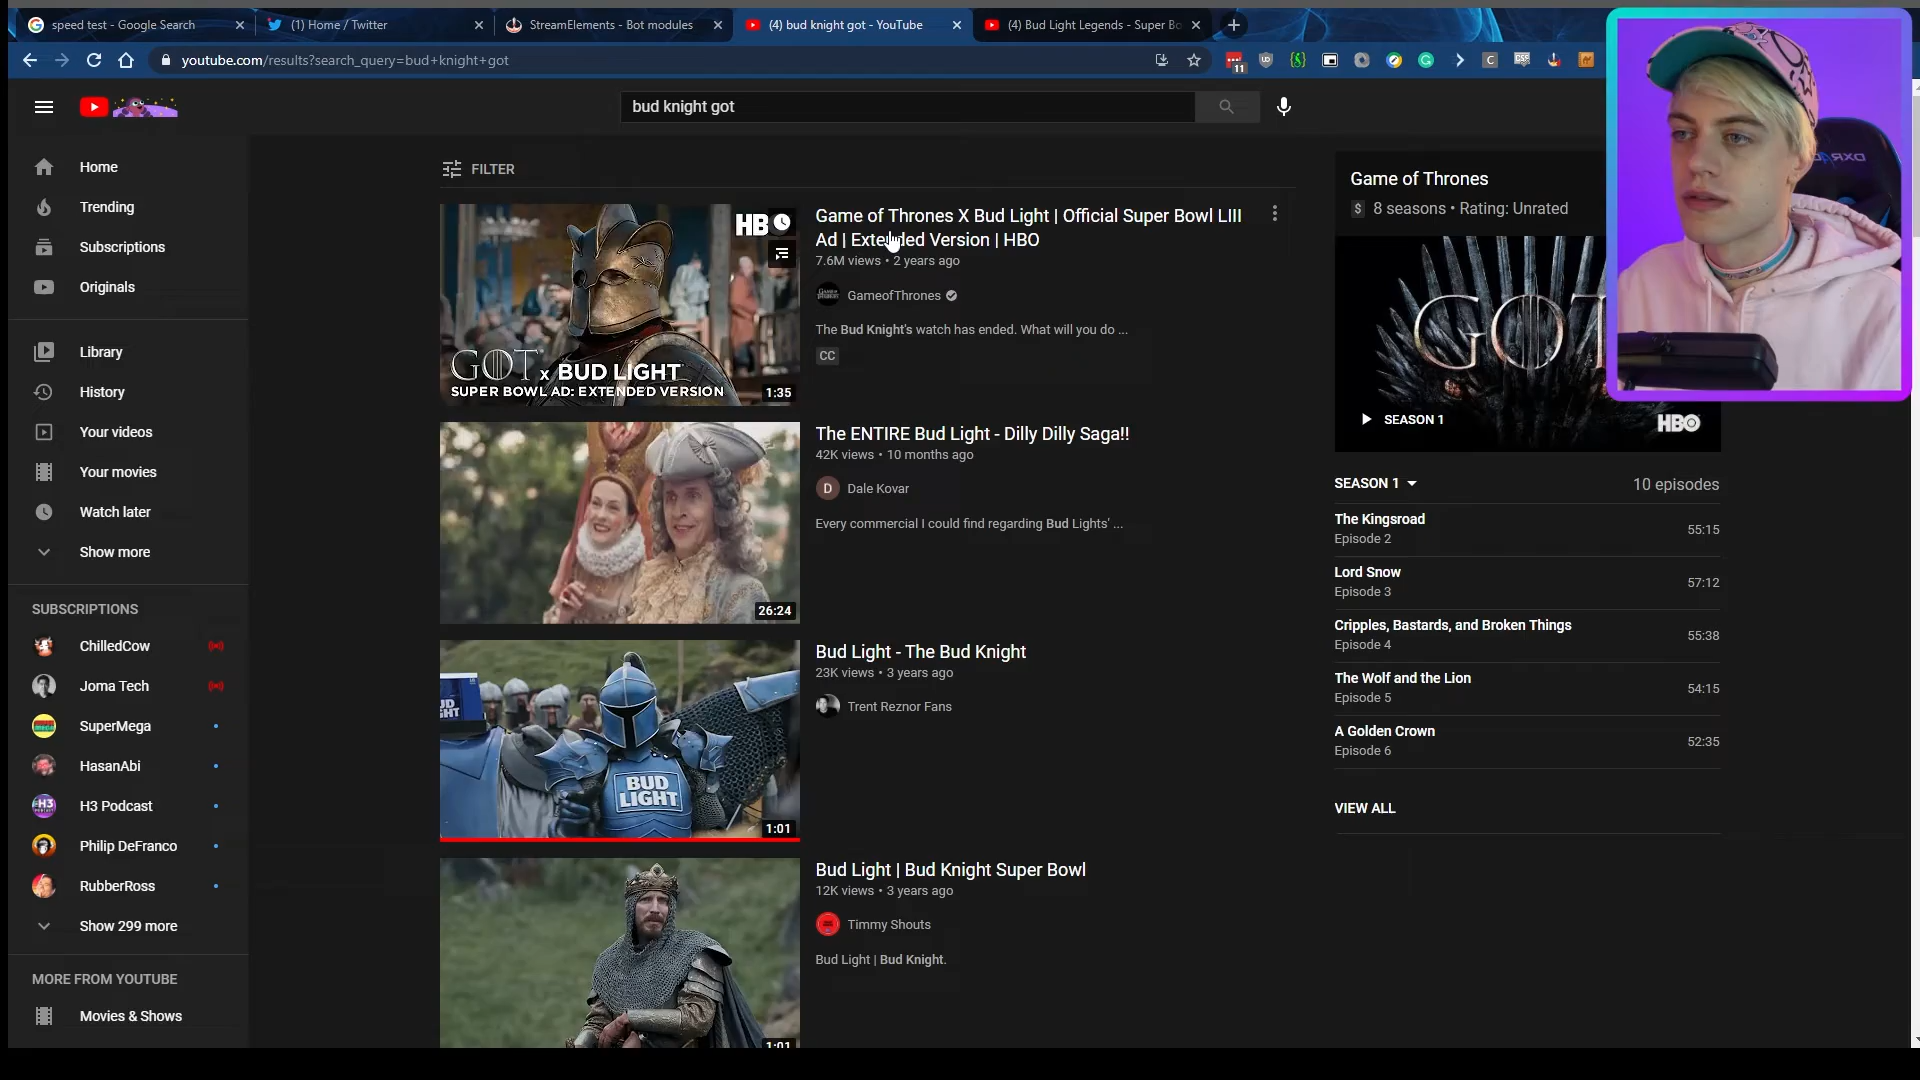 speed test - Google Search
(1) Home / Twitter
StreamElements - Bot modules
(4) bud knight got - YouTube
(4) Bud Light Legends - Super Bo
youtube.com/results?search_query=bud+knight+got
11
bud knight got
Home
Trending
Subscriptions
Originals
Library
History
Your videos
Your movies
Watch later
Show more
SUBSCRIPTIONS
ChilledCow
Joma Tech
SuperMega
HasanAbi
H3 Podcast
Philip DeFranco
RubberRoss
Show 299 more
MORE FROM YOUTUBE
Movies & Shows
FILTER
HBO
GOT x BUD LIGHT
SUPER BOWL AD: EXTENDED VERSION
1:35
Game of Thrones X Bud Light | Official Super Bowl LIII
Ad | Extended Version | HBO
7.6M views • 2 years ago
GameofThrones
The Bud Knight's watch has ended. What will you do ...
CC
26:24
The ENTIRE Bud Light - Dilly Dilly Saga!!
42K views • 10 months ago
D
Dale Kovar
Every commercial I could find regarding Bud Lights' ...
BUD
LIGHT
1:01
Bud Light - The Bud Knight
23K views • 3 years ago
Trent Reznor Fans
1:01
Bud Light | Bud Knight Super Bowl
12K views • 3 years ago
Timmy Shouts
Bud Light | Bud Knight.
Game of Thrones
$ 8 seasons • Rating: Unrated
GOT
SEASON 1
HBO
SEASON 1
10 episodes
The Kingsroad
Episode 2
55:15
Lord Snow
Episode 3
57:12
Cripples, Bastards, and Broken Things
Episode 4
55:38
The Wolf and the Lion
Episode 5
54:15
A Golden Crown
Episode 6
52:35
VIEW ALL